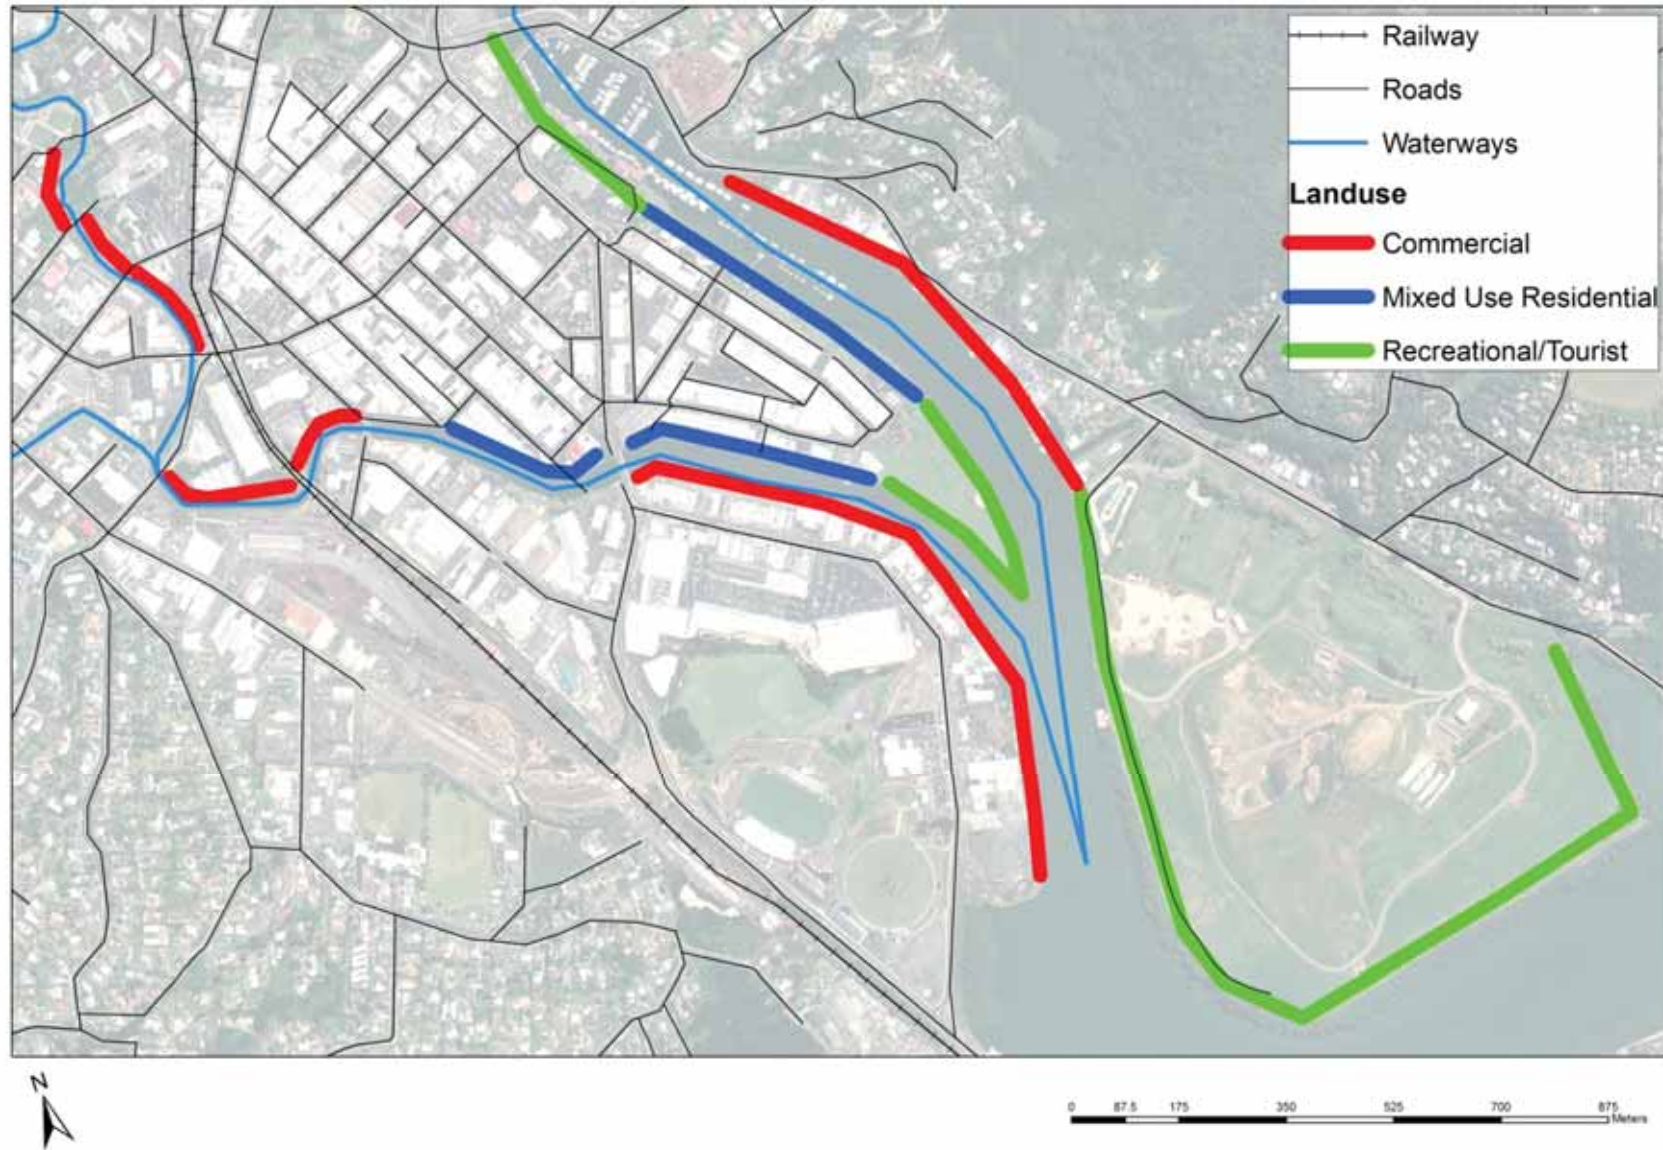 Railway
Roads
Waterways
Landuse
Commercial
Mixed Use Residential
Recreational/Tourist
N
0 87.5 175 350 525 700 875
Meters